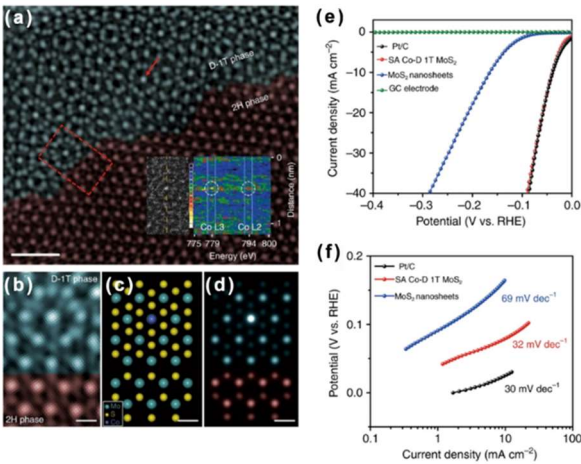 (a)
D-1T phase
2H phase
0
Co L3 Co L2
-1
Distance (nm)
775 779 794 800
Energy (eV)
(b)
D-1T phase
2H phase
(c)
Mo
S
Co
(d)
(e)
Pt/C
SA Co-D 1T MoS₂
MoS₂ nanosheets
GC electrode
0
-10
-20
-30
-40
Current density (mA cm⁻²)
-0.4 -0.3 -0.2 -0.1 0.0
Potential (V vs. RHE)
(f)
Pt/C
SA Co-D 1T MoS₂
MoS₂ nanosheets
69 mV dec⁻¹
32 mV dec⁻¹
30 mV dec⁻¹
0.2
0.1
0.0
Potential (V vs. RHE)
0.1 1 10 100
Current density (mA cm⁻²)